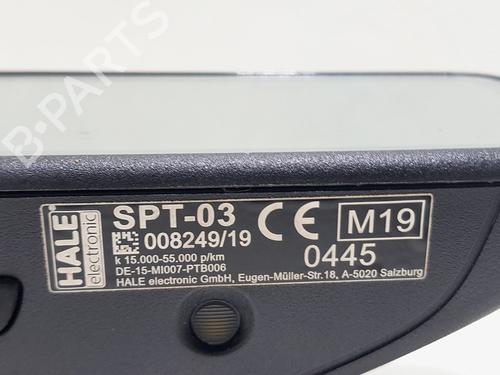 B-PARTS
HALE
electronic
SPT-03
008249/19
k 15.000-55.000 p/km
DE-15-MI007-PTB006
HALE electronic GmbH, Eugen-Müller-Str.18, A-5020 Salzburg
CE
M19
0445